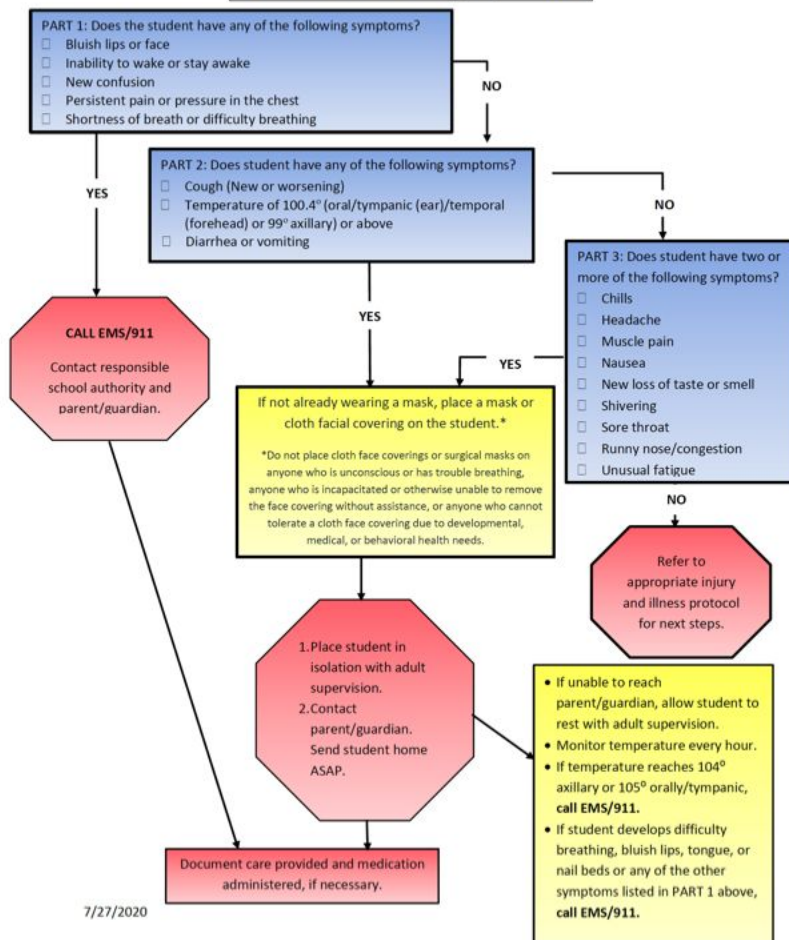 PART 1: Does the student have any of the following symptoms?
☐ Bluish lips or face
☐ Inability to wake or stay awake
☐ New confusion
☐ Persistent pain or pressure in the chest
☐ Shortness of breath or difficulty breathing
NO
YES
PART 2: Does student have any of the following symptoms?
☐ Cough (New or worsening)
☐ Temperature of 100.4° (oral/tympanic (ear)/temporal
(forehead) or 99° axillary) or above
☐ Diarrhea or vomiting
NO
YES
PART 3: Does student have two or
more of the following symptoms?
☐ Chills
☐ Headache
☐ Muscle pain
☐ Nausea
☐ New loss of taste or smell
☐ Shivering
☐ Sore throat
☐ Runny nose/congestion
☐ Unusual fatigue
YES
NO
CALL EMS/911
Contact responsible
school authority and
parent/guardian.
If not already wearing a mask, place a mask or
cloth facial covering on the student.*
*Do not place cloth face coverings or surgical masks on
anyone who is unconscious or has trouble breathing,
anyone who is incapacitated or otherwise unable to remove
the face covering without assistance, or anyone who cannot
tolerate a cloth face covering due to developmental,
medical, or behavioral health needs.
Refer to
appropriate injury
and illness protocol
for next steps.
1. Place student in
isolation with adult
supervision.
2. Contact
parent/guardian.
Send student home
ASAP.
• If unable to reach
parent/guardian, allow student to
rest with adult supervision.
• Monitor temperature every hour.
• If temperature reaches 104°
axillary or 105° orally/tympanic,
call EMS/911.
• If student develops difficulty
breathing, bluish lips, tongue, or
nail beds or any of the other
symptoms listed in PART 1 above,
call EMS/911.
Document care provided and medication
administered, if necessary.
7/27/2020